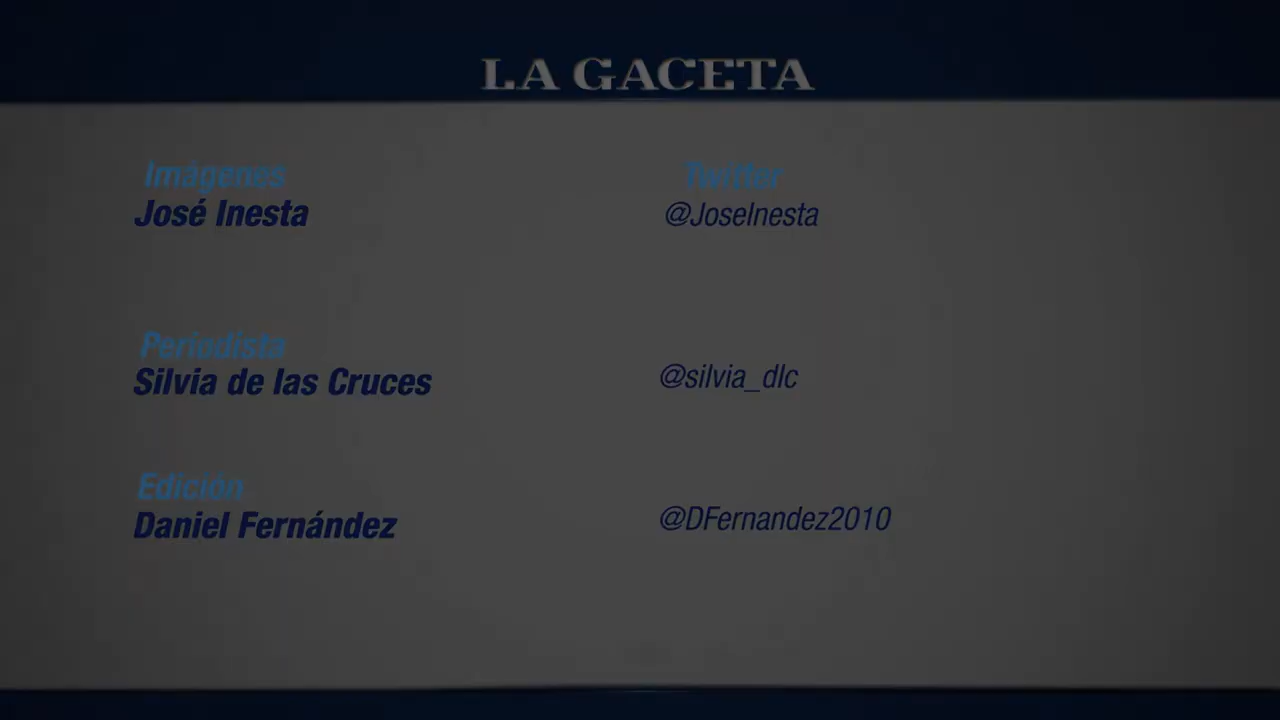 LA GACETA
Imágenes
Twitter
José Inesta
@JoseInesta
Periodista
Silvia de las Cruces
@silvia_dlc
Edición
Daniel Fernández
@DFernandez2010